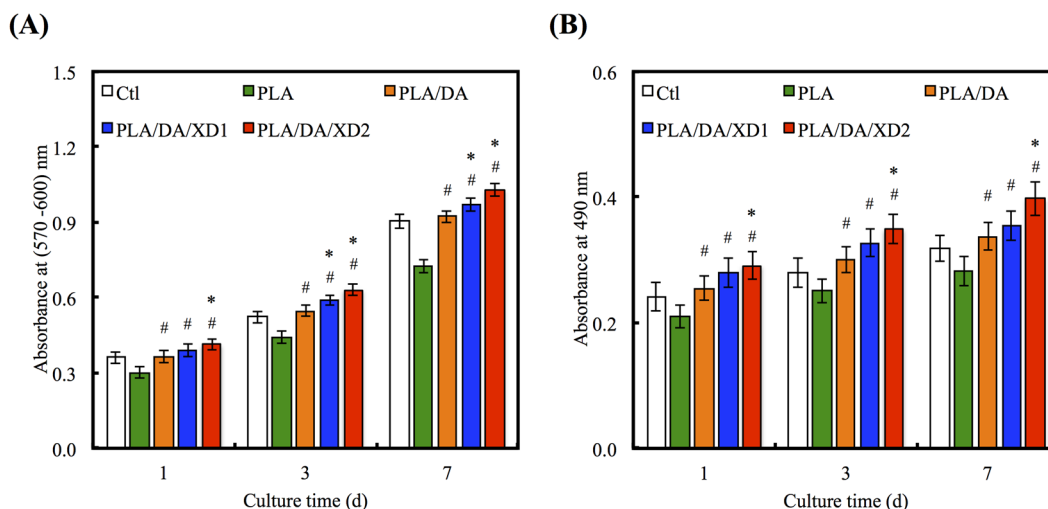 (A)
1.5
Ctl PLA PLA/DA
PLA/DA/XD1 PLA/DA/XD2
1.2
0.9
0.6
0.3
0.0
Absorbance at (570 -600) nm
# # * #
# * # * #
# * # * #
1 3 7
Culture time (d)
(B)
0.6
Ctl PLA PLA/DA
PLA/DA/XD1 PLA/DA/XD2
0.4
0.2
0.0
Absorbance at 490 nm
# # * #
# # * #
# # * #
1 3 7
Culture time (d)